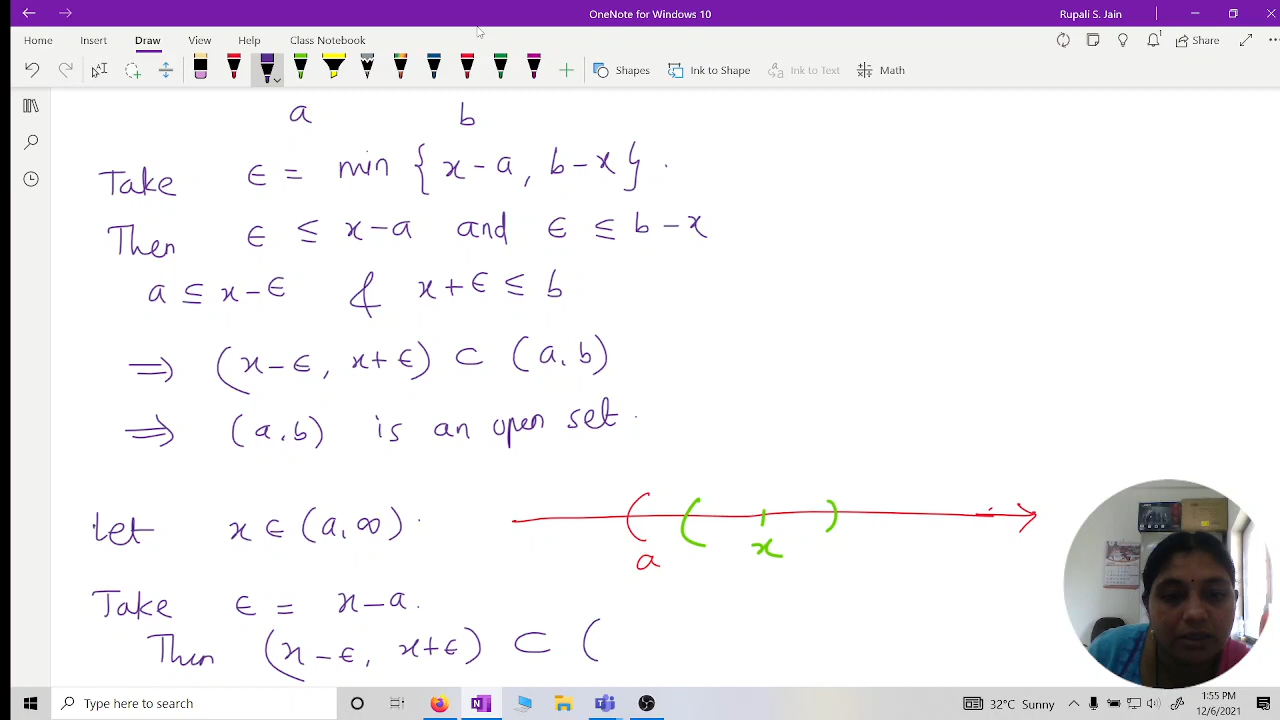 OneNote for Windows 10
Rupali S. Jain
Home Insert Draw View Help Class Notebook
Share
Shapes Ink to Shape Ink to Text Math
a b
Take ϵ = min { x-a, b-x } .
Then ϵ ≤ x-a and ϵ ≤ b-x
a ≤ x-ϵ & x+ϵ ≤ b
⇒ (x-ϵ, x+ϵ) ⊂ (a, b)
⇒ (a, b) is an open set.
Let x ∈ (a, ∞) .
a x
Take ϵ = x-a.
Then (x-ϵ, x+ϵ) ⊂ (
Type here to search
32°C Sunny
1:55 PM
12/6/2021